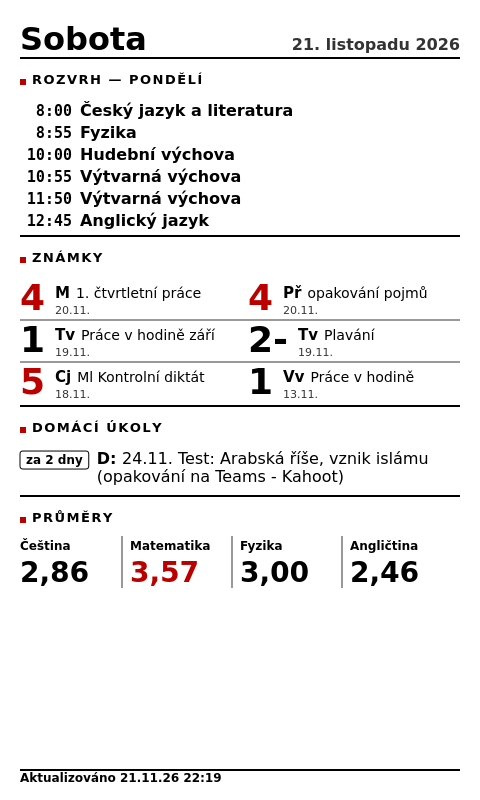 Sobota
21. listopadu 2026
ROZVRH — PONDĚLÍ
8:00 Český jazyk a literatura
8:55 Fyzika
10:00 Hudební výchova
10:55 Výtvarná výchova
11:50 Výtvarná výchova
12:45 Anglický jazyk
ZNÁMKY
4 M 1. čtvrtletní práce
20.11.
4 Př opakování pojmů
20.11.
1 Tv Práce v hodině září
19.11.
2- Tv Plavání
19.11.
5 Cj Ml Kontrolní diktát
18.11.
1 Vv Práce v hodině
13.11.
DOMÁCÍ ÚKOLY
za 2 dny D: 24.11. Test: Arabská říše, vznik islámu
(opakování na Teams - Kahoot)
PRŮMĚRY
Čeština Matematika Fyzika Angličtina
2,86 3,57 3,00 2,46
Aktualizováno 21.11.26 22:19